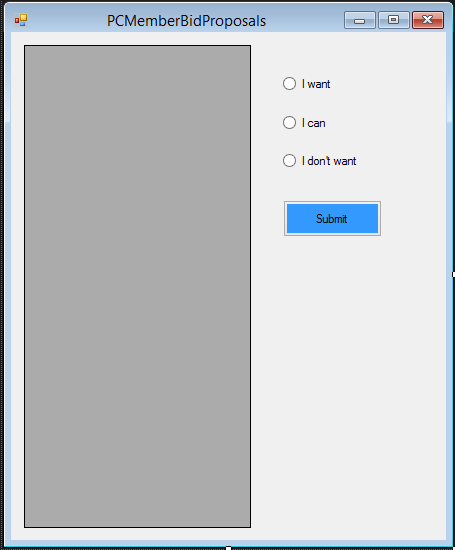 PCMemberBidProposals
I want
I can
I don't want
Submit